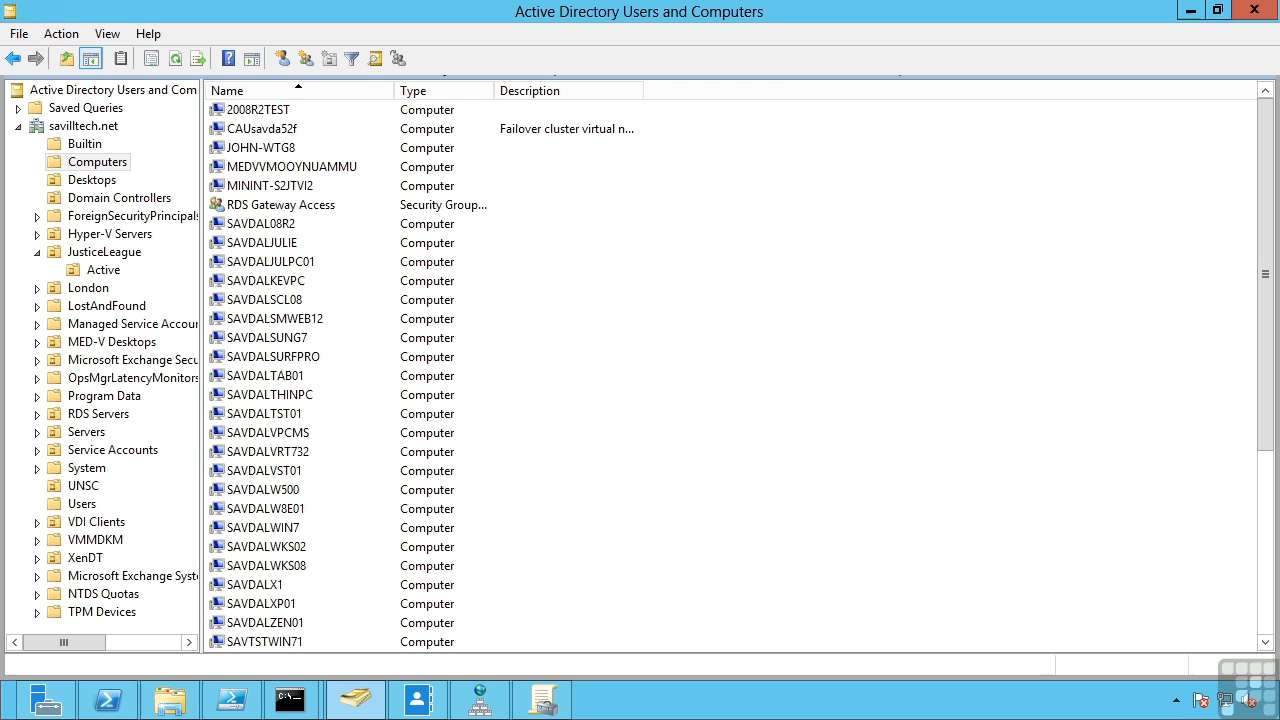 Active Directory Users and Computers
File Action View Help
Active Directory Users and Com
Saved Queries
savilltech.net
Builtin
Computers
Desktops
Domain Controllers
ForeignSecurityPrincipals
Hyper-V Servers
JusticeLeague
Active
London
LostAndFound
Managed Service Accour
MED-V Desktops
Microsoft Exchange Secu
OpsMgrLatencyMonitors
Program Data
RDS Servers
Servers
Service Accounts
System
UNSC
Users
VDI Clients
VMMDKM
XenDT
Microsoft Exchange Syst
NTDS Quotas
TPM Devices
Name Type Description
2008R2TEST Computer
CAUsavda52f Computer Failover cluster virtual n...
JOHN-WTG8 Computer
MEDVVMOOYNUAMMU Computer
MININT-S2JTVI2 Computer
RDS Gateway Access Security Group...
SAVDAL08R2 Computer
SAVDALJULIE Computer
SAVDALJULPC01 Computer
SAVDALKEVPC Computer
SAVDALSCL08 Computer
SAVDALSMWEB12 Computer
SAVDALSUNG7 Computer
SAVDALSURFPRO Computer
SAVDALTAB01 Computer
SAVDALTHINPC Computer
SAVDALTST01 Computer
SAVDALVPCMS Computer
SAVDALVRT732 Computer
SAVDALVST01 Computer
SAVDALW500 Computer
SAVDALW8E01 Computer
SAVDALWIN7 Computer
SAVDALWKS02 Computer
SAVDALWKS08 Computer
SAVDALX1 Computer
SAVDALXP01 Computer
SAVDALZEN01 Computer
SAVTSTWIN71 Computer